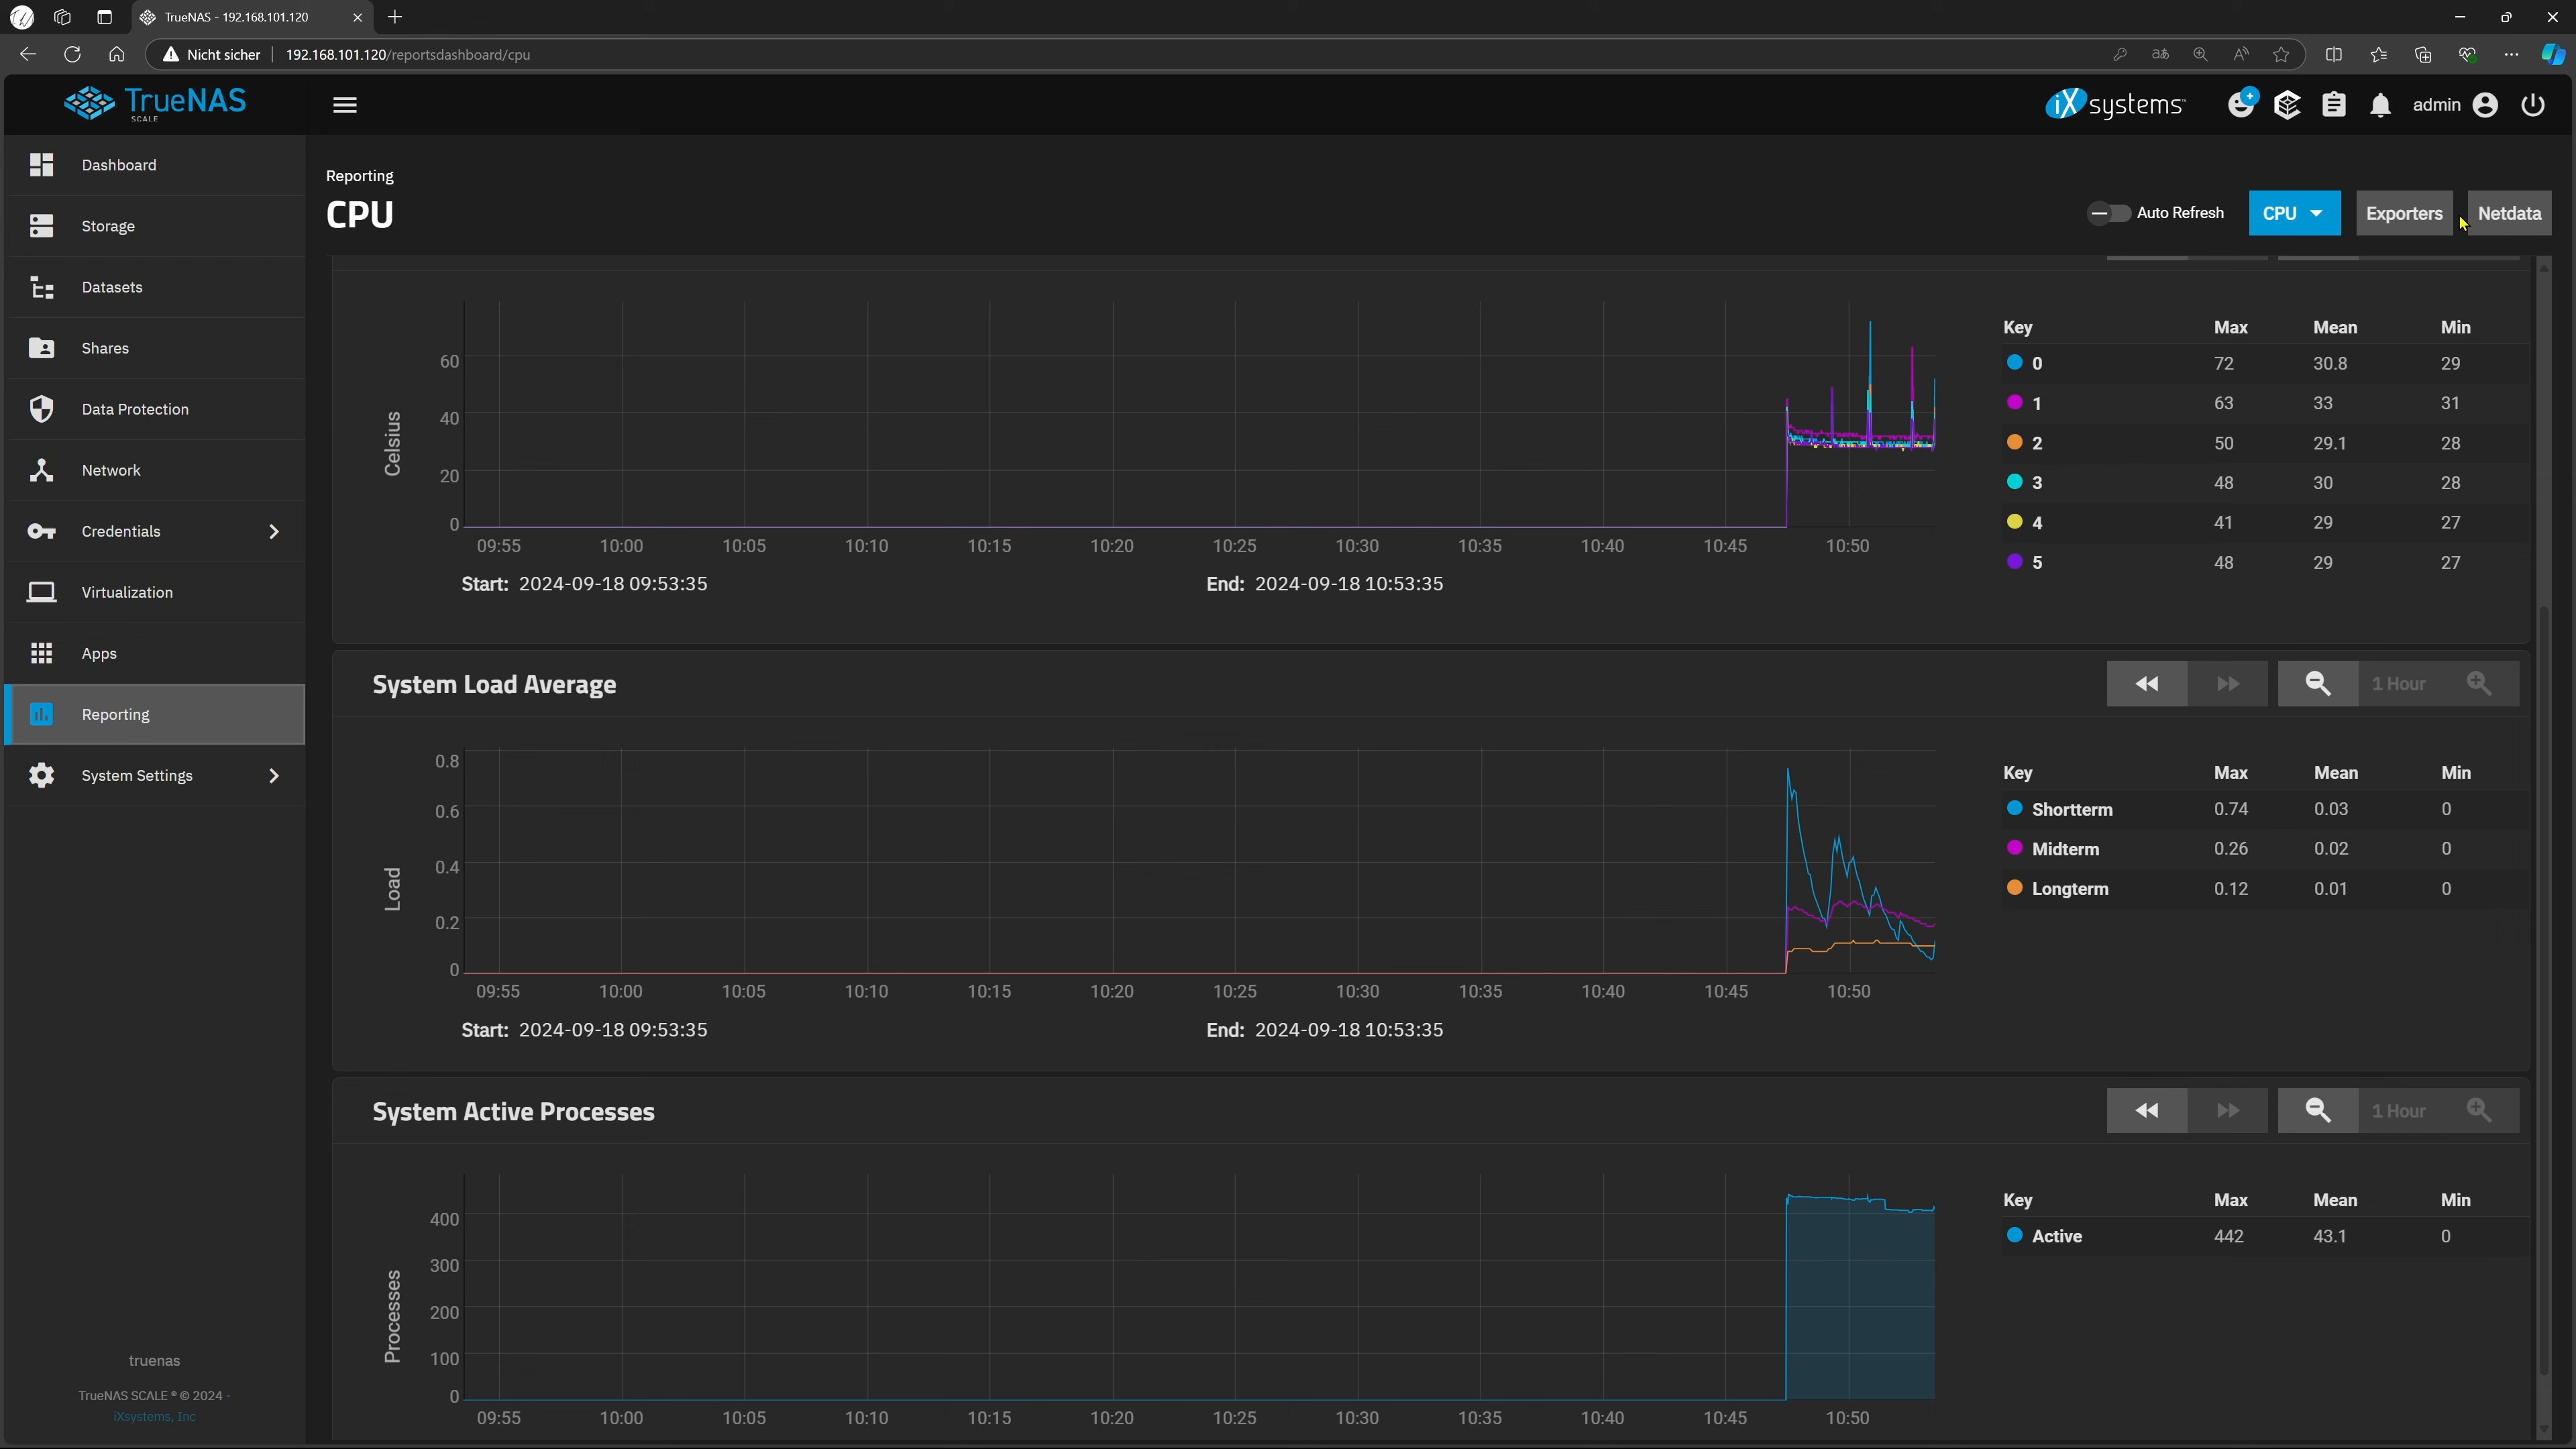 TrueNAS - 192.168.101.120
Nicht sicher
192.168.101.120/reportsdashboard/cpu
TrueNAS
SCALE
iXsystems™
admin
Dashboard
Storage
Datasets
Shares
Data Protection
Network
Credentials
Virtualization
Apps
Reporting
System Settings
truenas
TrueNAS SCALE ® © 2024 -
iXsystems, Inc
Reporting
CPU
Auto Refresh
CPU
Exporters
Netdata
Celsius
60
40
20
0
09:55 10:00 10:05 10:10 10:15 10:20 10:25 10:30 10:35 10:40 10:45 10:50
Start: 2024-09-18 09:53:35
End: 2024-09-18 10:53:35
Key Max Mean Min
0 72 30.8 29
1 63 33 31
2 50 29.1 28
3 48 30 28
4 41 29 27
5 48 29 27
System Load Average
1 Hour
Load
0.8
0.6
0.4
0.2
0
09:55 10:00 10:05 10:10 10:15 10:20 10:25 10:30 10:35 10:40 10:45 10:50
Start: 2024-09-18 09:53:35
End: 2024-09-18 10:53:35
Key Max Mean Min
Shortterm 0.74 0.03 0
Midterm 0.26 0.02 0
Longterm 0.12 0.01 0
System Active Processes
1 Hour
Processes
400
300
200
100
0
09:55 10:00 10:05 10:10 10:15 10:20 10:25 10:30 10:35 10:40 10:45 10:50
Key Max Mean Min
Active 442 43.1 0